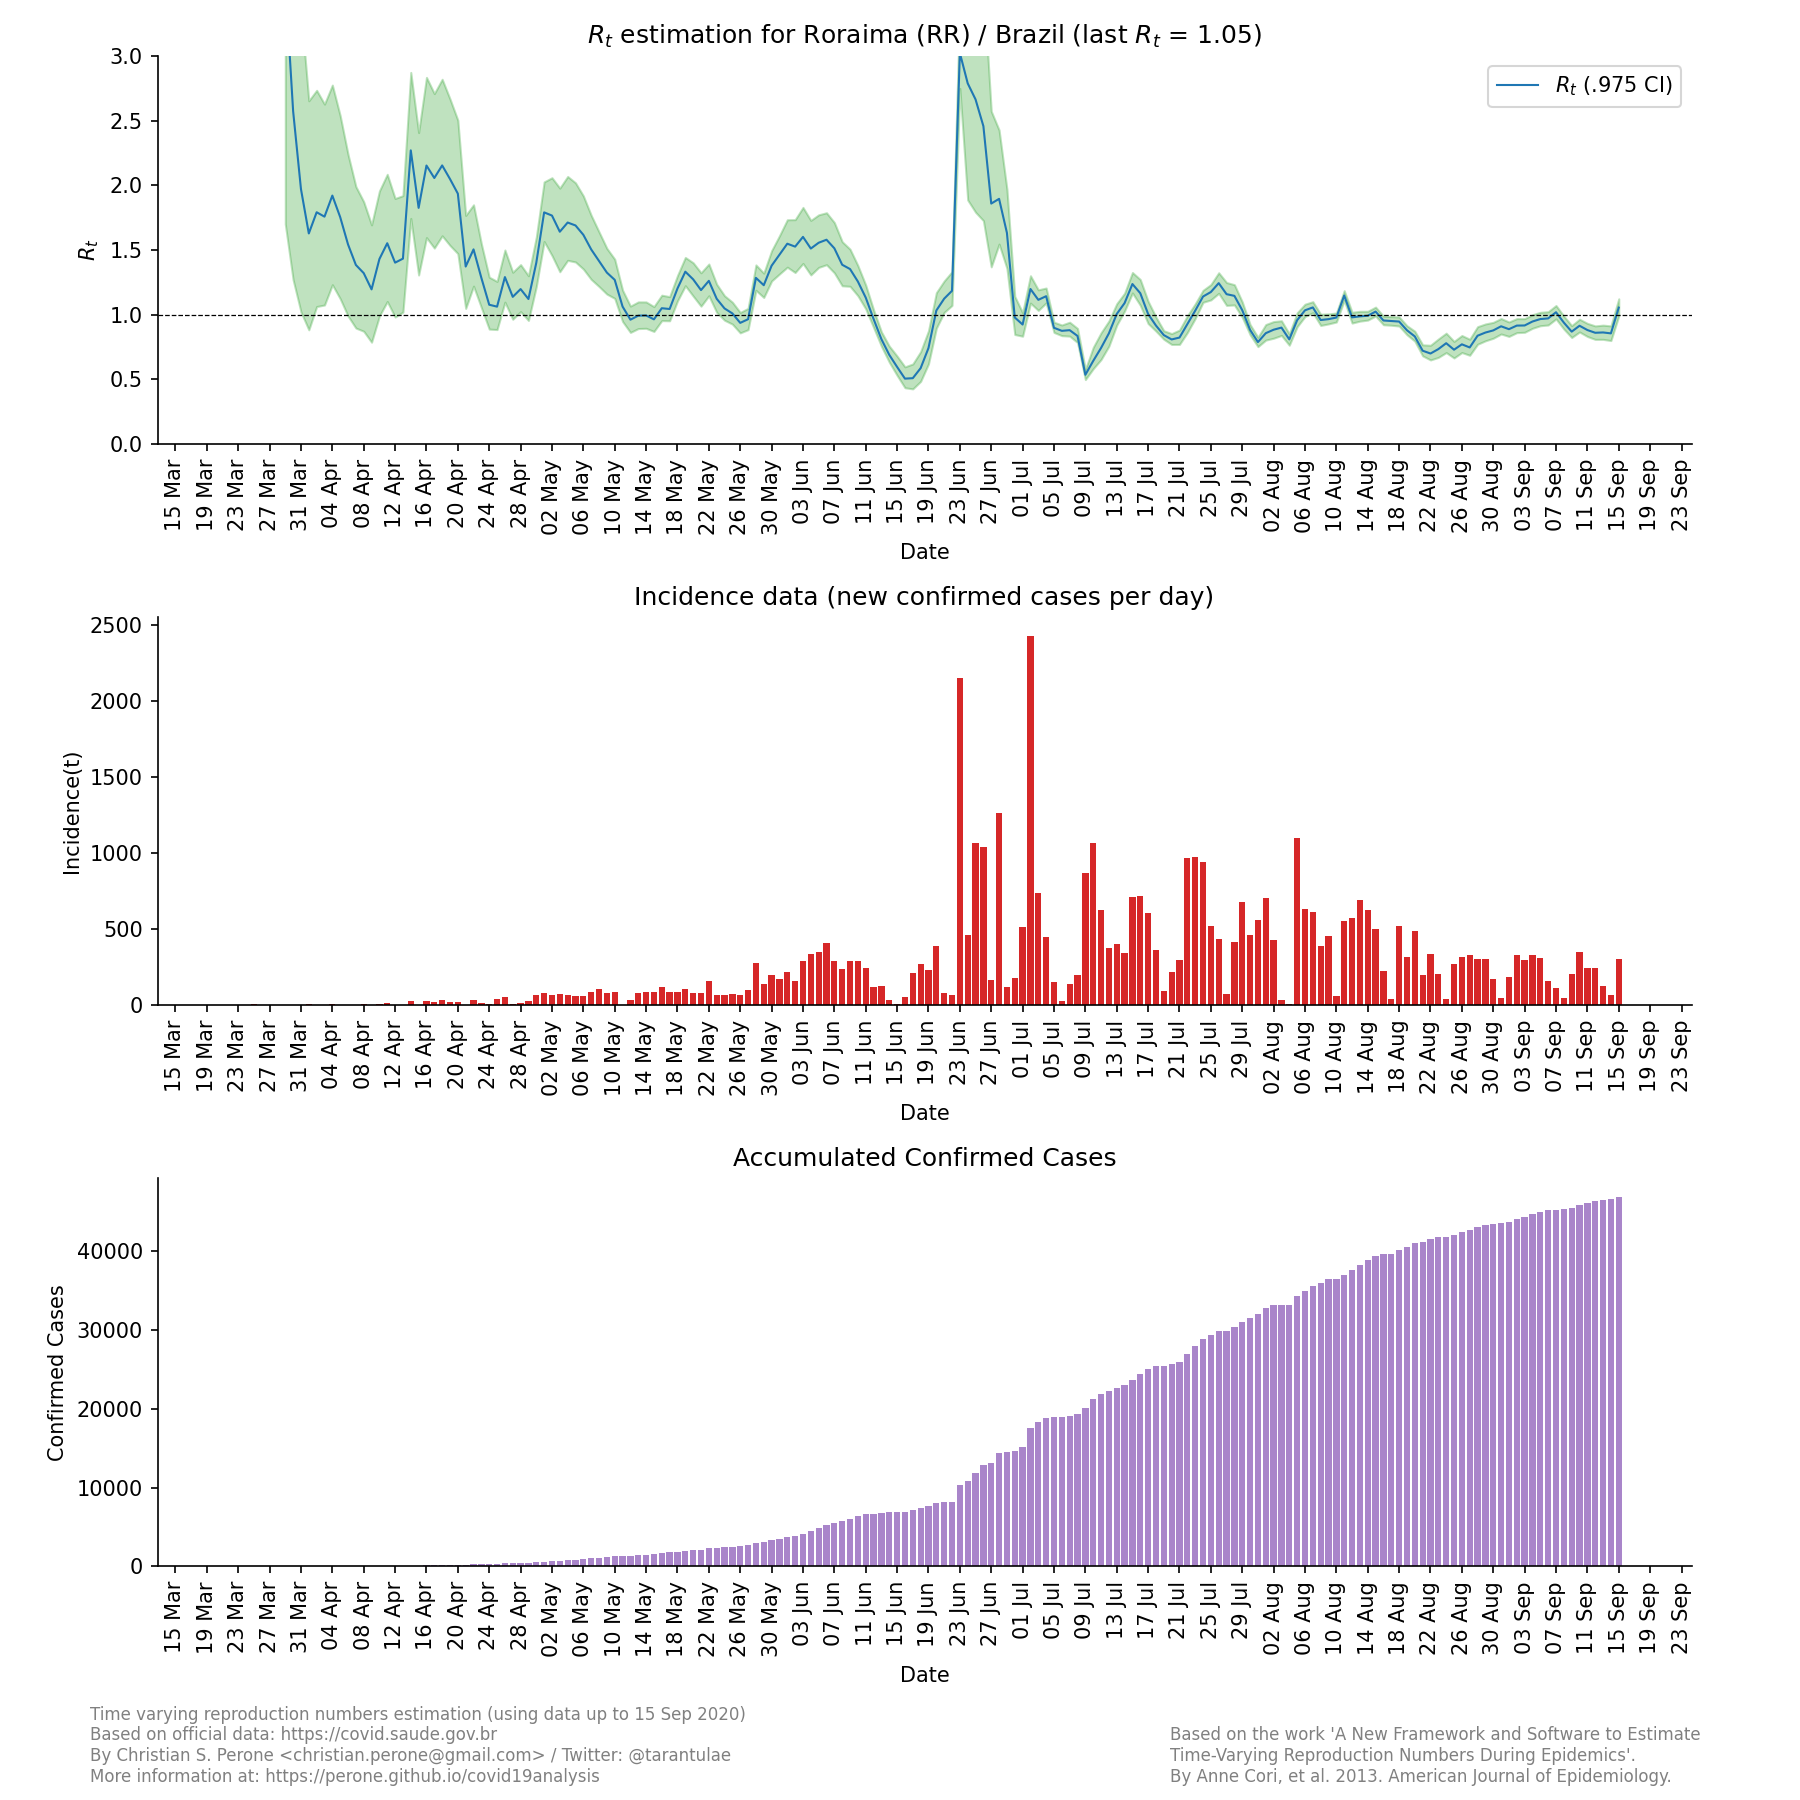 Rt estimation for Roraima (RR) / Brazil (last Rt = 1.05)
3.0
2.5
2.0
1.5
1.0
0.5
0.0
Rt
Rt (.975 CI)
15 Mar 19 Mar 23 Mar 27 Mar 31 Mar 04 Apr 08 Apr 12 Apr 16 Apr 20 Apr 24 Apr 28 Apr 02 May 06 May 10 May 14 May 18 May 22 May 26 May 30 May 03 Jun 07 Jun 11 Jun 15 Jun 19 Jun 23 Jun 27 Jun 01 Jul 05 Jul 09 Jul 13 Jul 17 Jul 21 Jul 25 Jul 29 Jul 02 Aug 06 Aug 10 Aug 14 Aug 18 Aug 22 Aug 26 Aug 30 Aug 03 Sep 07 Sep 11 Sep 15 Sep 19 Sep 23 Sep
Date
Incidence data (new confirmed cases per day)
2500
2000
1500
1000
500
0
Incidence(t)
15 Mar 19 Mar 23 Mar 27 Mar 31 Mar 04 Apr 08 Apr 12 Apr 16 Apr 20 Apr 24 Apr 28 Apr 02 May 06 May 10 May 14 May 18 May 22 May 26 May 30 May 03 Jun 07 Jun 11 Jun 15 Jun 19 Jun 23 Jun 27 Jun 01 Jul 05 Jul 09 Jul 13 Jul 17 Jul 21 Jul 25 Jul 29 Jul 02 Aug 06 Aug 10 Aug 14 Aug 18 Aug 22 Aug 26 Aug 30 Aug 03 Sep 07 Sep 11 Sep 15 Sep 19 Sep 23 Sep
Date
Accumulated Confirmed Cases
40000
30000
20000
10000
0
Confirmed Cases
15 Mar 19 Mar 23 Mar 27 Mar 31 Mar 04 Apr 08 Apr 12 Apr 16 Apr 20 Apr 24 Apr 28 Apr 02 May 06 May 10 May 14 May 18 May 22 May 26 May 30 May 03 Jun 07 Jun 11 Jun 15 Jun 19 Jun 23 Jun 27 Jun 01 Jul 05 Jul 09 Jul 13 Jul 17 Jul 21 Jul 25 Jul 29 Jul 02 Aug 06 Aug 10 Aug 14 Aug 18 Aug 22 Aug 26 Aug 30 Aug 03 Sep 07 Sep 11 Sep 15 Sep 19 Sep 23 Sep
Date
Time varying reproduction numbers estimation (using data up to 15 Sep 2020)
Based on official data: https://covid.saude.gov.br
By Christian S. Perone <christian.perone@gmail.com> / Twitter: @tarantulae
More information at: https://perone.github.io/covid19analysis
Based on the work 'A New Framework and Software to Estimate
Time-Varying Reproduction Numbers During Epidemics'.
By Anne Cori, et al. 2013. American Journal of Epidemiology.